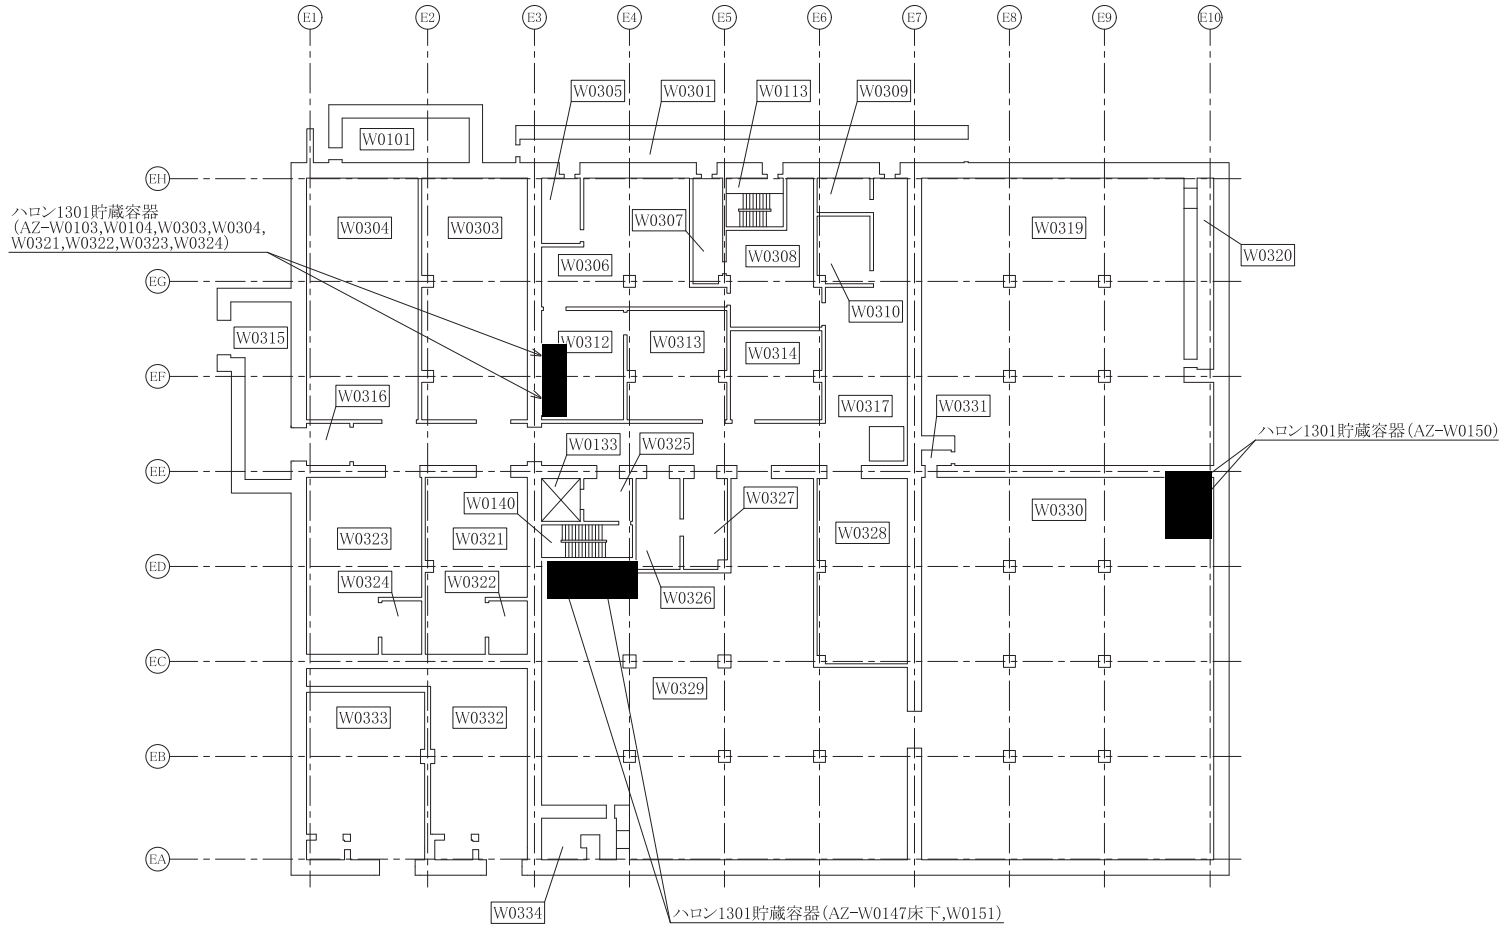 E1 E2 E3 E4 E5 E6 E7 E8 E9 E10
W0305 W0301 W0113 W0309
W0101
EH
ハロン1301貯蔵容器
(AZ-W0103,W0104,W0303,W0304,
W0321,W0322,W0323,W0324)
W0304 W0303 W0307 W0319
W0306 W0308 W0320
EG
W0310
W0315 W0312 W0313 W0314
EF
W0316 W0317 W0331
ハロン1301貯蔵容器(AZ-W0150)
W0133 W0325
EE
W0140 W0327 W0330
W0323 W0321 W0328
ED
W0324 W0322 W0326
EC
W0329
W0333 W0332
EB
EA
W0334 ハロン1301貯蔵容器(AZ-W0147床下,W0151)